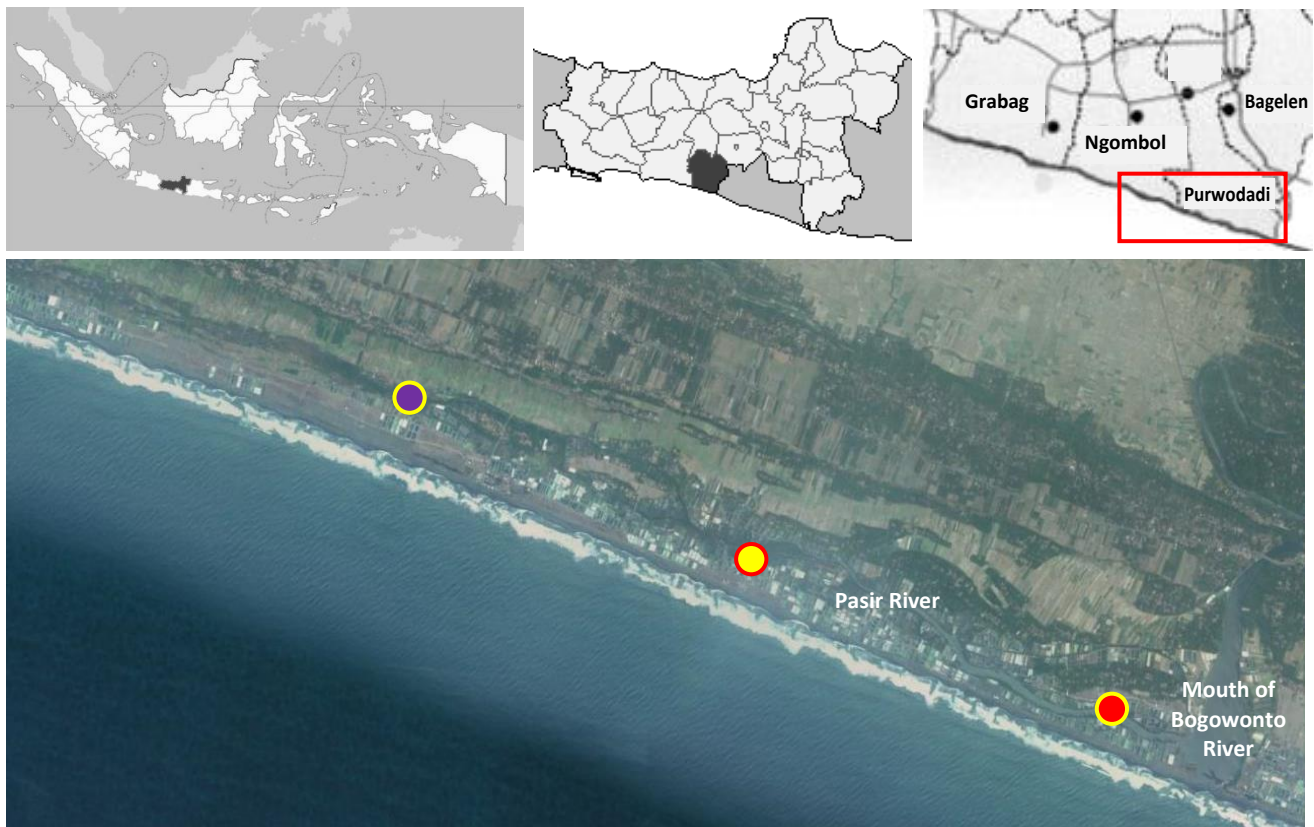 Grabag
Bagelen
Ngombol
Purwodadi
Pasir River
Mouth of
Bogowonto
River